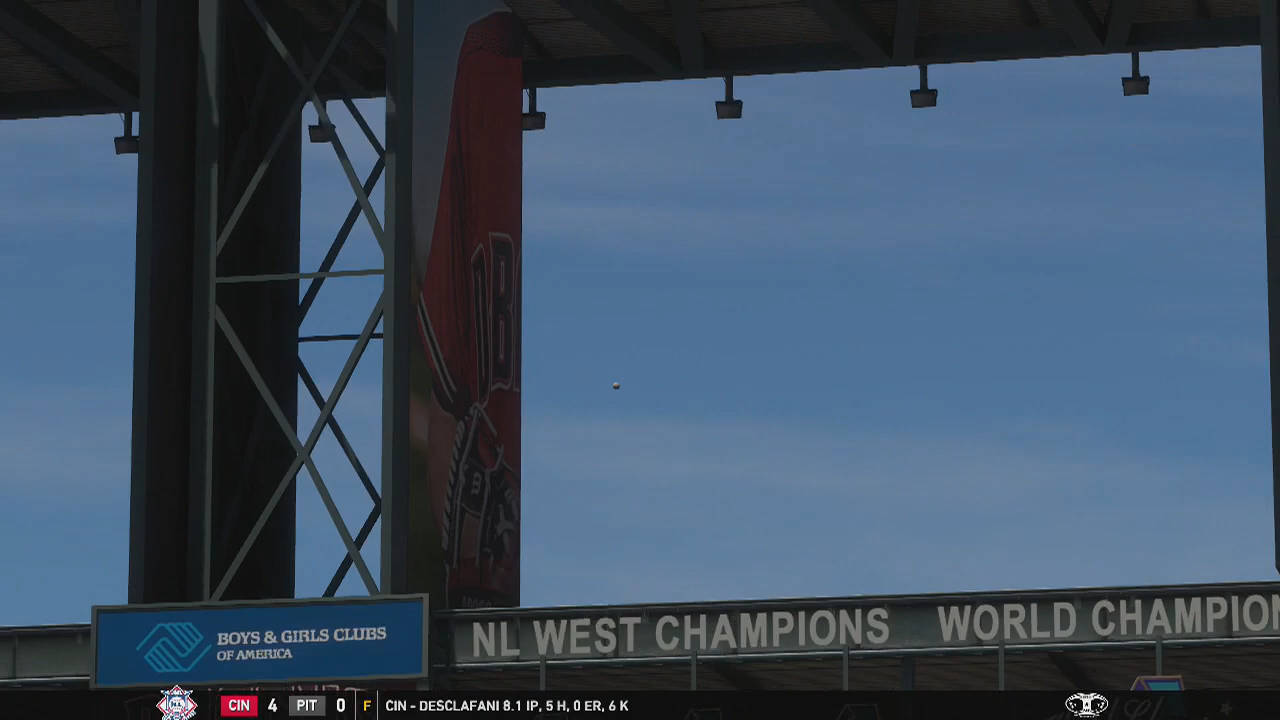 BOYS & GIRLS CLUBS
OF AMERICA
NL WEST CHAMPIONS WORLD CHAMPION
CIN 4 PIT 0 F CIN - DESCLAFANI 8.1 IP, 5 H, 0 ER, 6 K